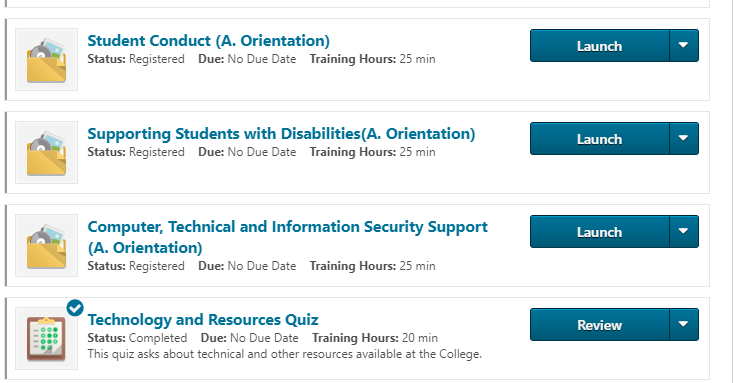 Student Conduct (A. Orientation)
Status: Registered Due: No Due Date Training Hours: 25 min
Launch
Supporting Students with Disabilities(A. Orientation)
Status: Registered Due: No Due Date Training Hours: 25 min
Launch
Computer, Technical and Information Security Support
(A. Orientation)
Status: Registered Due: No Due Date Training Hours: 25 min
Launch
Technology and Resources Quiz
Status: Completed Due: No Due Date Training Hours: 20 min
This quiz asks about technical and other resources available at the College.
Review